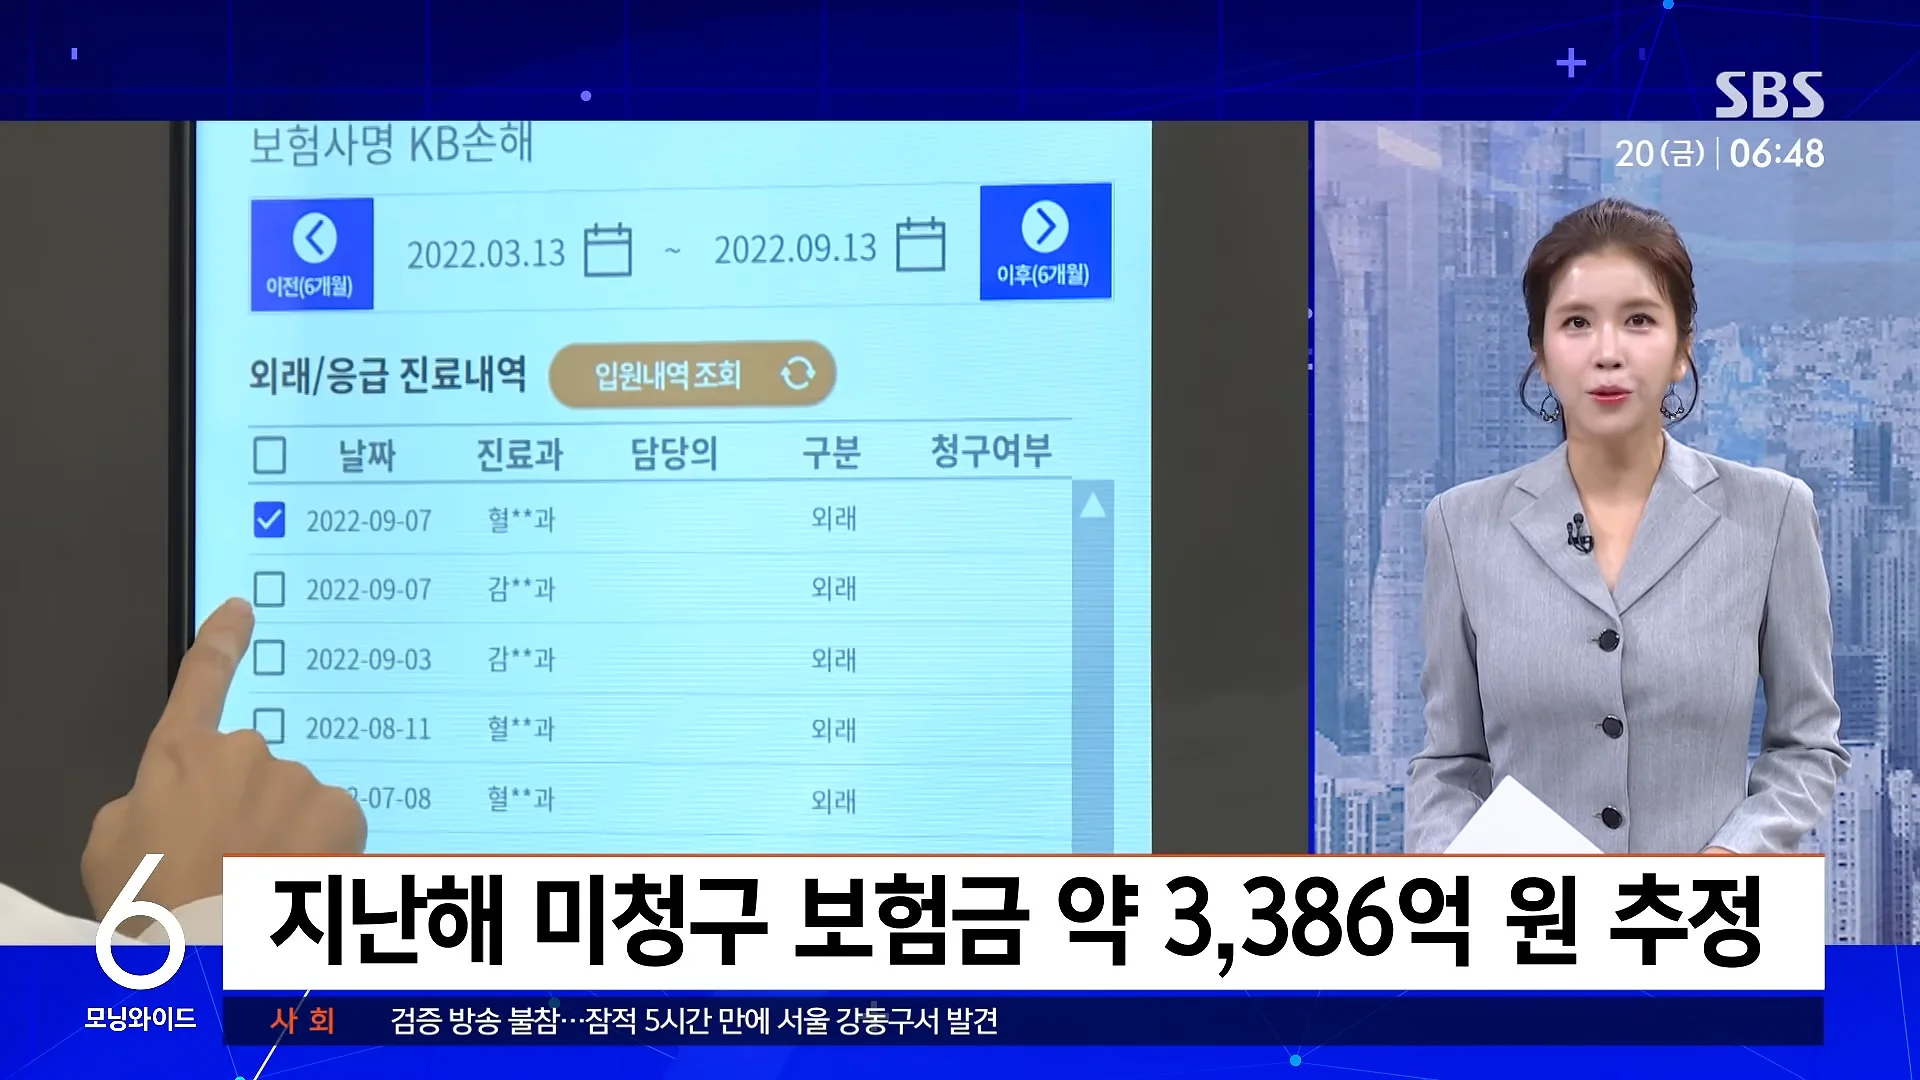 SBS
20(금) | 06:48
보험사명 KB손해
이전(6개월)
2022.03.13 ~ 2022.09.13
이후(6개월)
외래/응급 진료내역
입원내역 조회
날짜 진료과 담당의 구분 청구여부
2022-09-07 혈**과 외래
2022-09-07 감**과 외래
2022-09-03 감**과 외래
2022-08-11 혈**과 외래
-07-08 혈**과 외래
지난해 미청구 보험금 약 3,386억 원 추정
6
모닝와이드
사회 검증 방송 불참…잠적 5시간 만에 서울 강동구서 발견